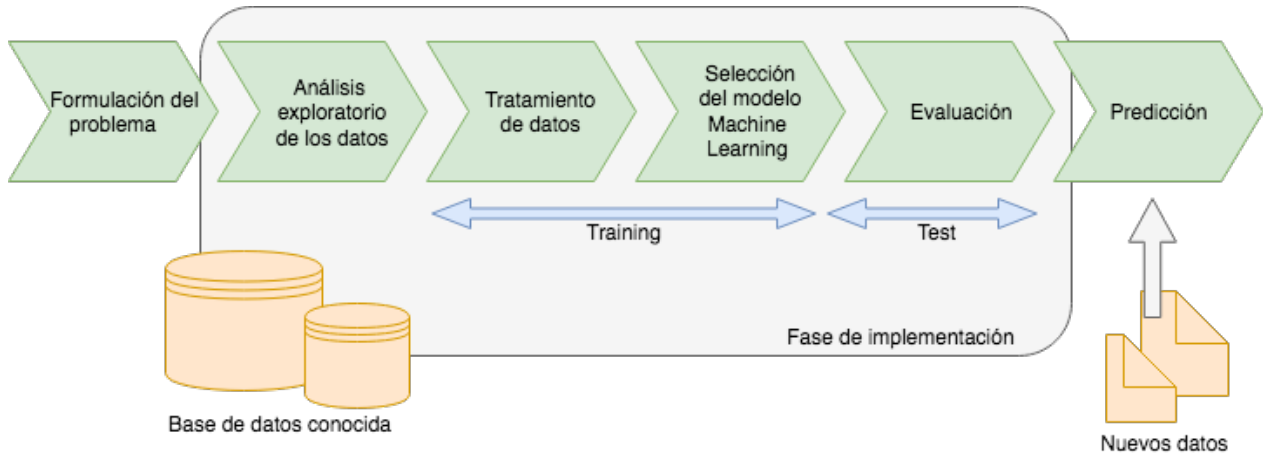 Formulación del
problema
Análisis
exploratorio
de los datos
Tratamiento
de datos
Selección
del modelo
Machine
Learning
Evaluación
Predicción
Training
Test
Fase de implementación
Base de datos conocida
Nuevos datos